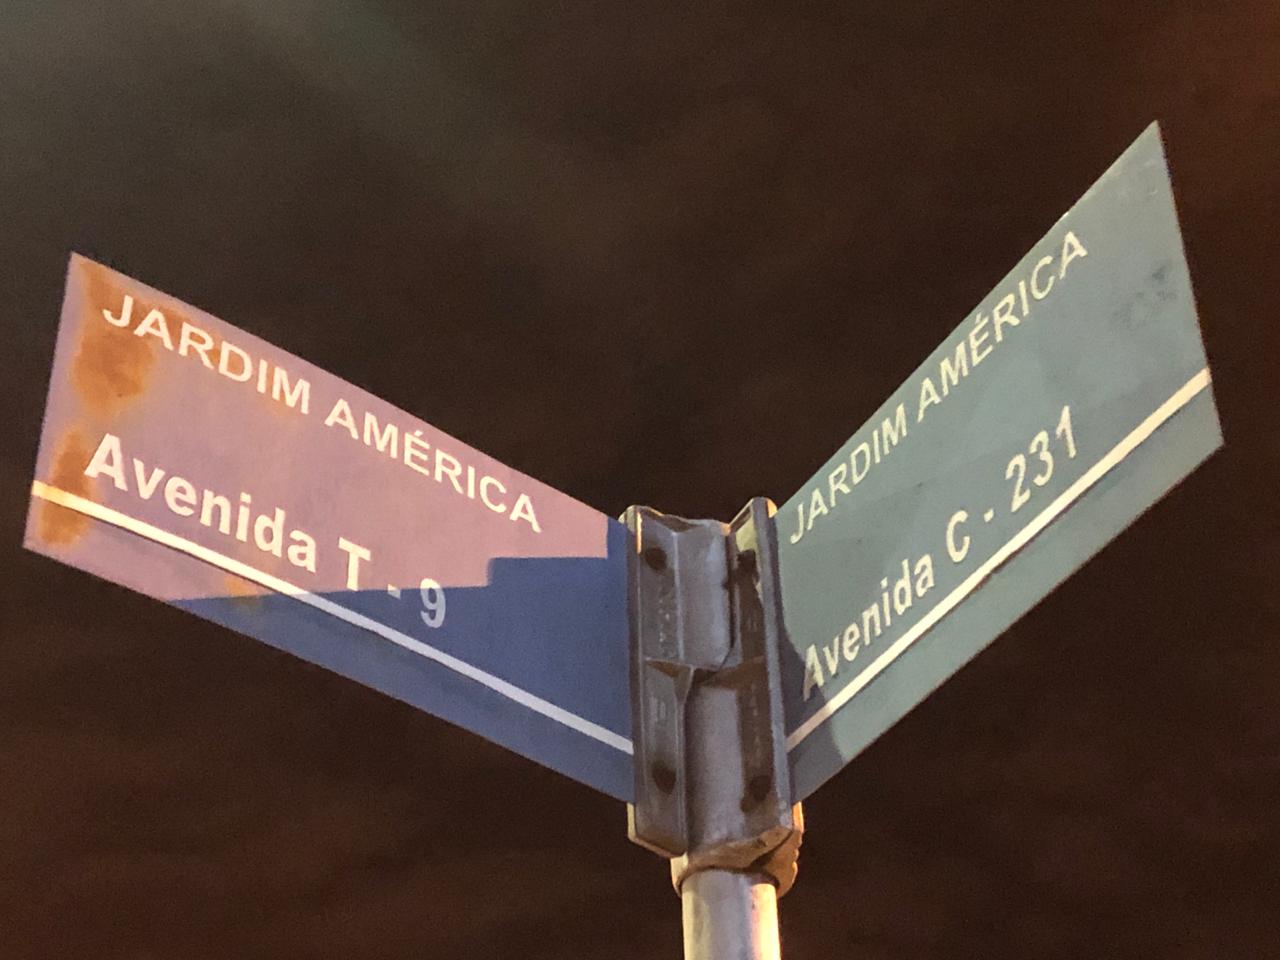 JARDIM AMÉRICA
Avenida T - 9
JARDIM AMÉRICA
Avenida C - 231